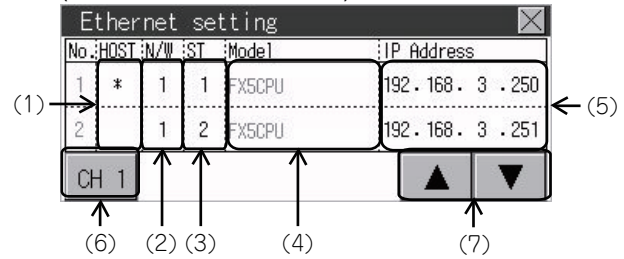 Ethernet setting
No. HOST N/W ST Model IP Address
1 * 1 1 FX5CPU 192.168. 3 .250
2 1 2 FX5CPU 192.168. 3 .251
CH 1 ▲ ▼
(1) (5)
(6) (2) (3) (4) (7)